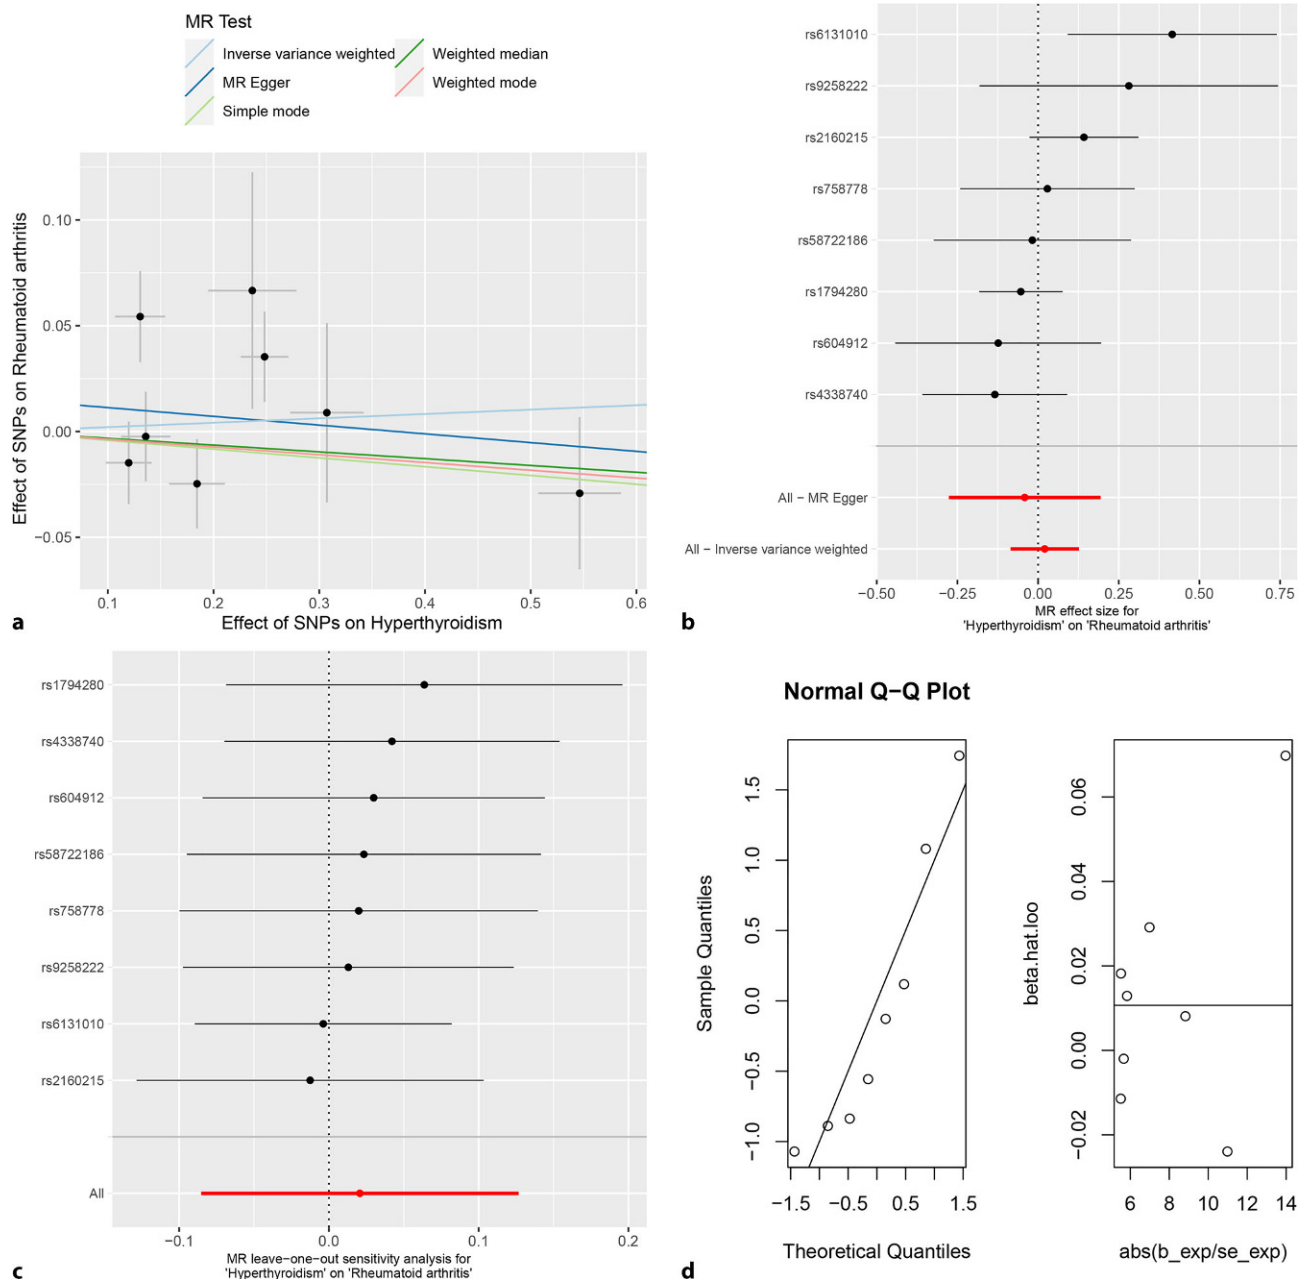 MR Test
Inverse variance weighted
Weighted median
MR Egger
Weighted mode
Simple mode
Effect of SNPs on Rheumatoid arthritis
0.10
0.05
0.00
−0.05
0.1 0.2 0.3 0.4 0.5 0.6
Effect of SNPs on Hyperthyroidism
a
rs6131010
rs9258222
rs2160215
rs758778
rs58722186
rs1794280
rs604912
rs4338740
All − MR Egger
All − Inverse variance weighted
−0.50 −0.25 0.00 0.25 0.50 0.75
MR effect size for
'Hyperthyroidism' on 'Rheumatoid arthritis'
b
rs1794280
rs4338740
rs604912
rs58722186
rs758778
rs9258222
rs6131010
rs2160215
All
−0.1 0.0 0.1 0.2
MR leave−one−out sensitivity analysis for
'Hyperthyroidism' on 'Rheumatoid arthritis'
c
Normal Q−Q Plot
Sample Quantiles
1.5
1.0
0.5
0.0
−0.5
−1.0
−1.5 −0.5 0.5 1.5
Theoretical Quantiles
beta.hat.loo
0.06
0.04
0.02
0.00
−0.02
6 8 10 12 14
abs(b_exp/se_exp)
d